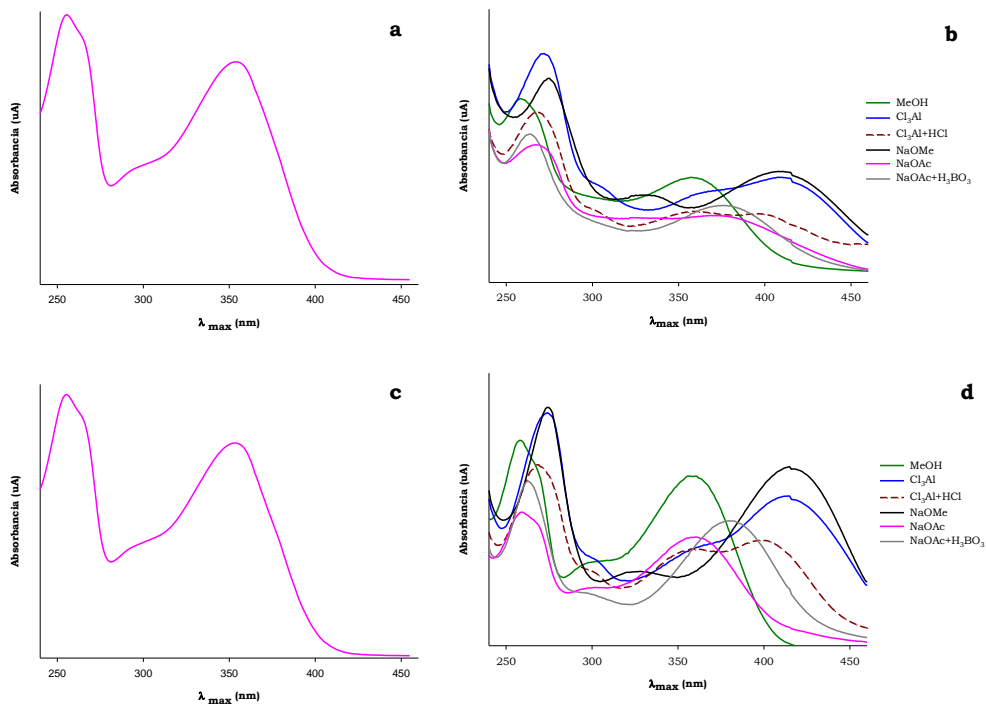 a
Absorbancia (uA)
250 300 350 400 450
λ max (nm)
b
Absorbancia (uA)
250 300 350 400 450
λmax (nm)
MeOH
Cl₃Al
Cl₃Al+HCl
NaOMe
NaOAc
NaOAc+H₃BO₃
c
Absorbancia (uA)
250 300 350 400 450
λ max (nm)
d
Absorbancia (uA)
250 300 350 400 450
λmax (nm)
MeOH
Cl₃Al
Cl₃Al+HCl
NaOMe
NaOAc
NaOAc+H₃BO₃